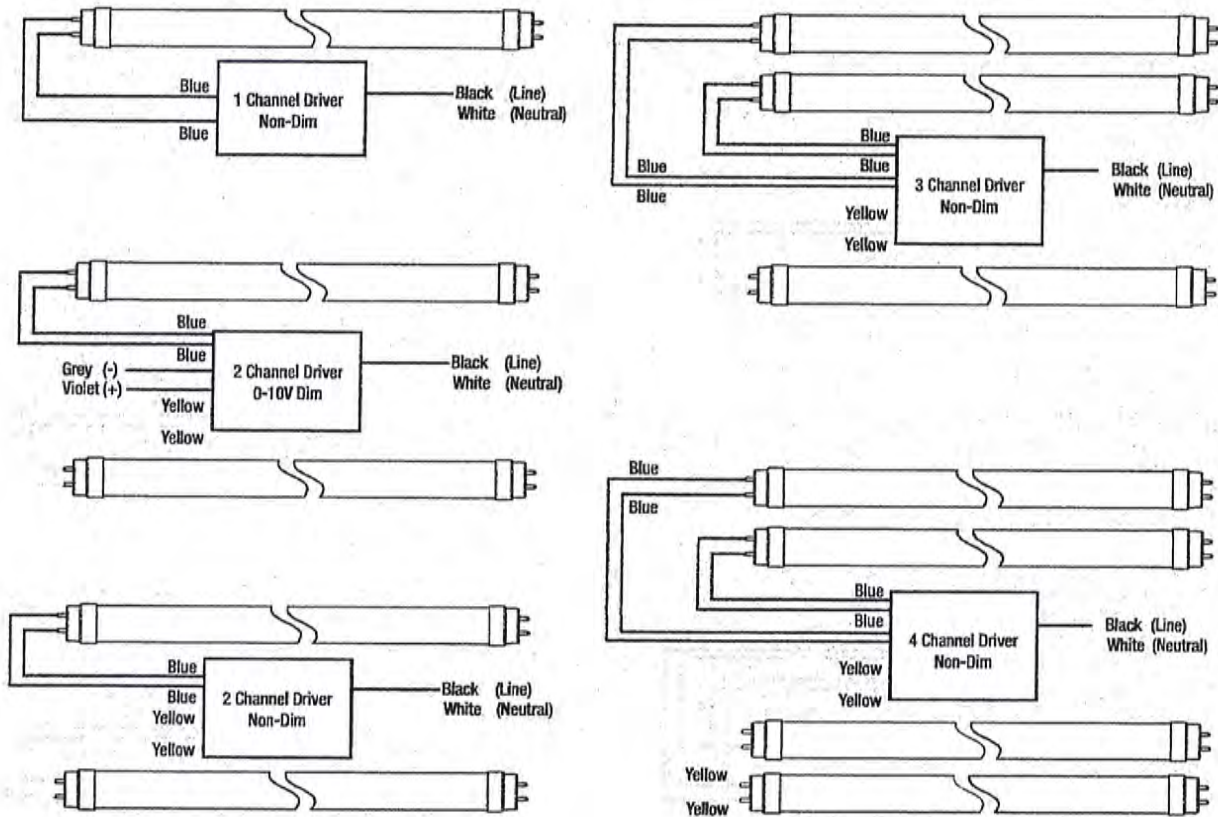 Blue
1 Channel Driver
Non-Dim
Blue
Black (Line)
White (Neutral)
Blue
Blue
2 Channel Driver
0-10V Dim
Grey (-)
Violet (+)
Yellow
Yellow
Black (Line)
White (Neutral)
Blue
Blue
Yellow
Yellow
2 Channel Driver
Non-Dim
Black (Line)
White (Neutral)
Blue
Blue
Blue
Blue
Yellow
Yellow
3 Channel Driver
Non-Dim
Black (Line)
White (Neutral)
Blue
Blue
Blue
Blue
Yellow
Yellow
4 Channel Driver
Non-Dim
Black (Line)
White (Neutral)
Yellow
Yellow